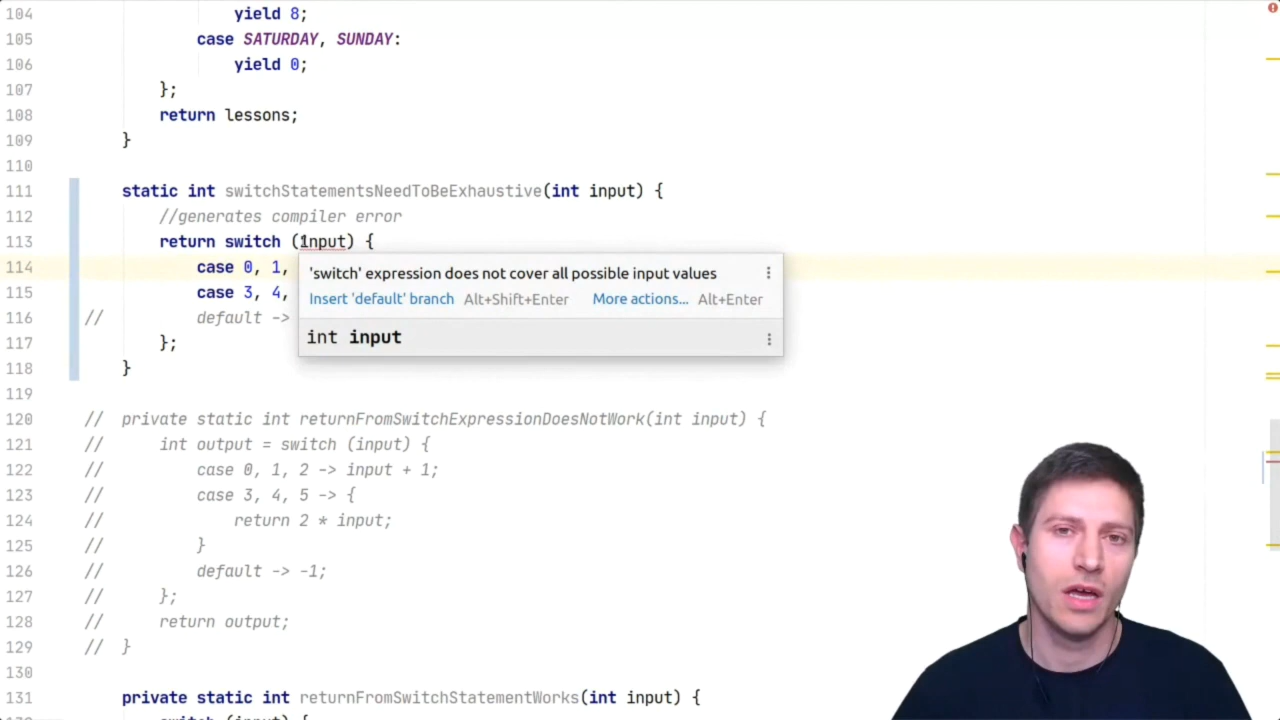 104 yield 8;
105 case SATURDAY, SUNDAY:
106 yield 0;
107 };
108 return lessons;
109 }
110
111 static int switchStatementsNeedToBeExhaustive(int input) {
112 //generates compiler error
113 return switch (input) {
114 case 0, 1,
'switch' expression does not cover all possible input values
115 case 3, 4,
Insert 'default' branch Alt+Shift+Enter More actions... Alt+Enter
116 // default ->
int input
117 };
118 }
119
120 // private static int returnFromSwitchExpressionDoesNotWork(int input) {
121 // int output = switch (input) {
122 // case 0, 1, 2 -> input + 1;
123 // case 3, 4, 5 -> {
124 // return 2 * input;
125 // }
126 // default -> -1;
127 // };
128 // return output;
129 // }
130
131 private static int returnFromSwitchStatementWorks(int input) {
switch (input) {